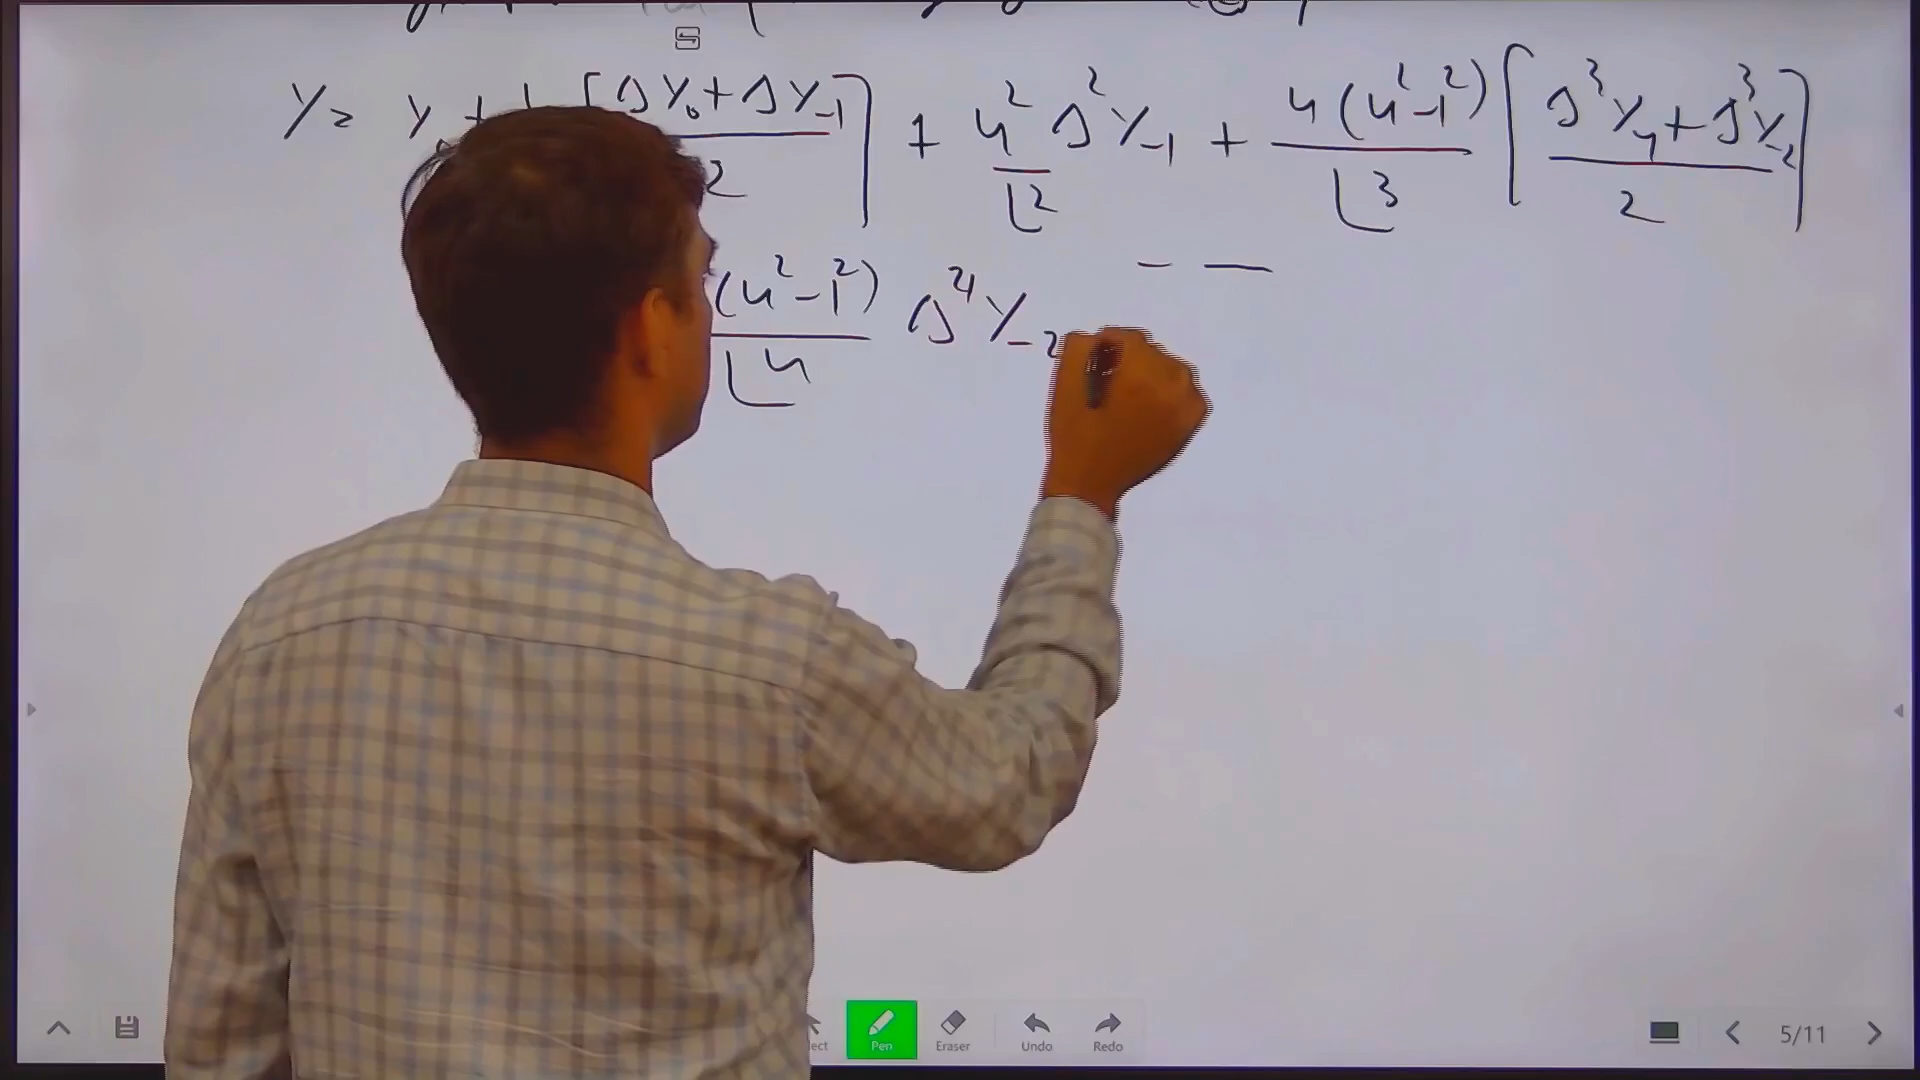 y = y₀ + [Δy₀ + Δy₋₁ / 2] + u²/⌊2 Δ²y₋₁ + u(u²-1²)/⌊3 [Δ³y₋₁ + Δ³y₋₂ / 2]
(u²-1²)/⌊4 Δ⁴y₋₂ - -
ect Pen Eraser Undo Redo 5/11